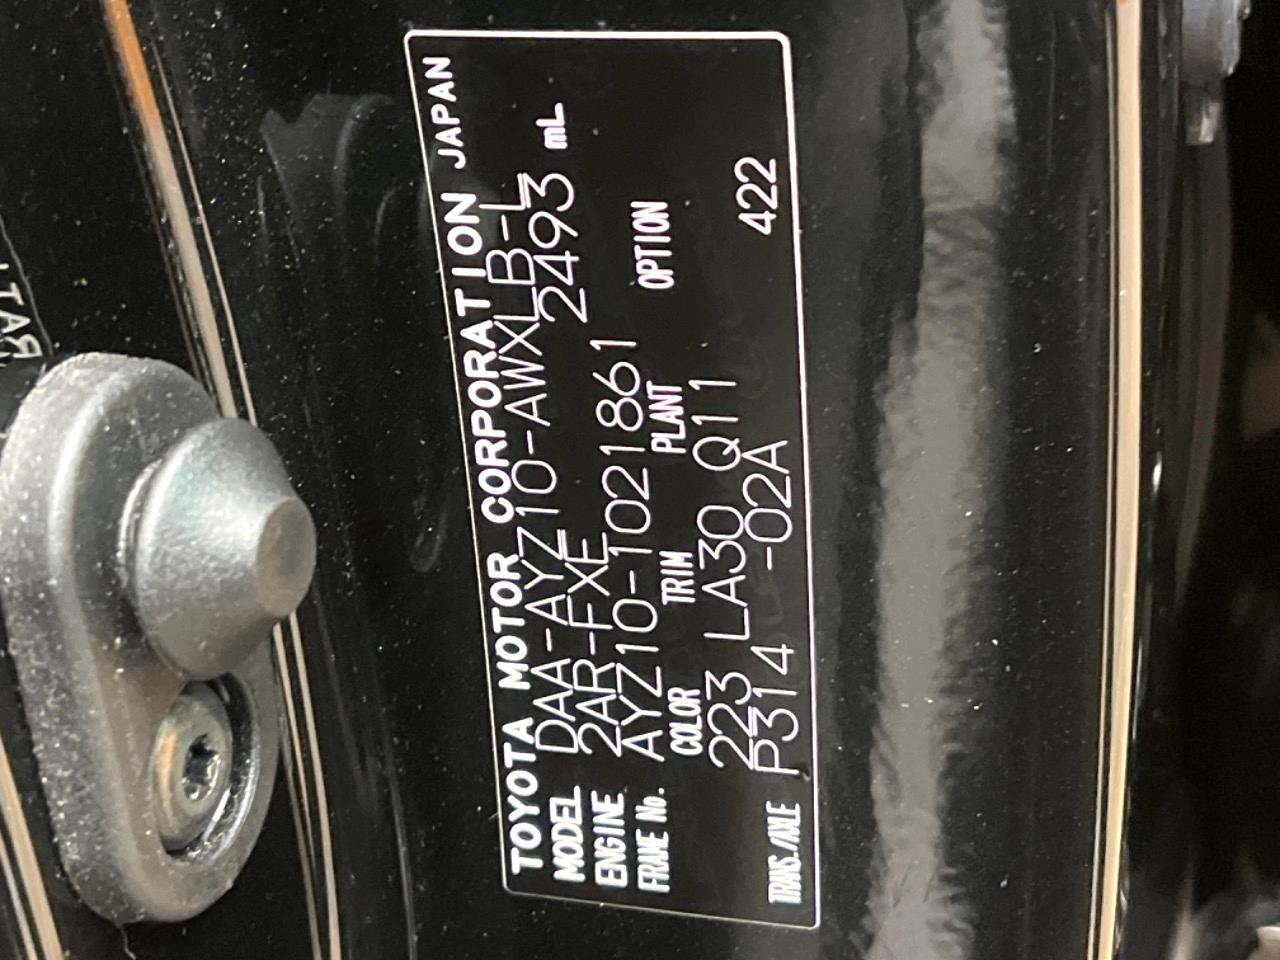 TOYOTA MOTOR CORPORATION JAPAN
MODEL DAA-AYZ10-AWXLB-L
ENGINE 2AR-FXE 2493 mL
FRAME No. AYZ10-1021861
COLOR TRIM PLANT OPTION
223 LA30 Q11
TRANS./AXLE P314 -02A 422